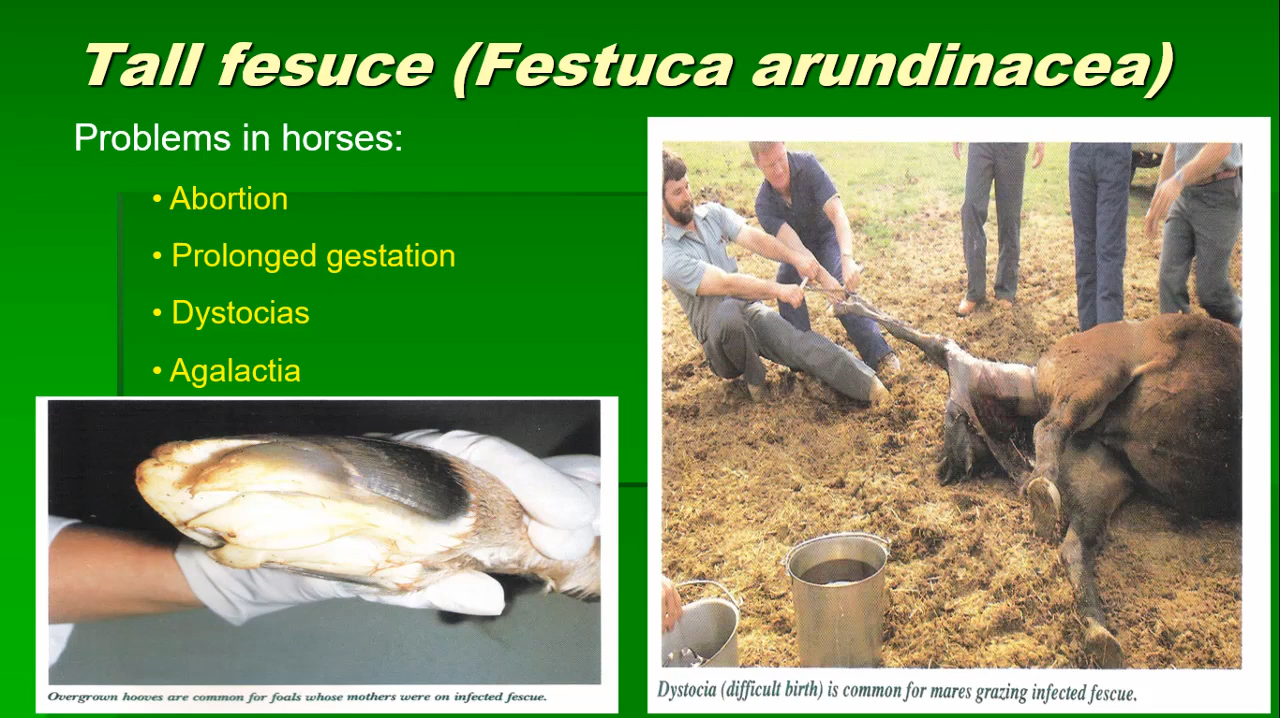 Tall fesuce (Festuca arundinacea)
Problems in horses:
• Abortion
• Prolonged gestation
• Dystocias
• Agalactia
Overgrown hooves are common for foals whose mothers were on infected fescue.
Dystocia (difficult birth) is common for mares grazing infected fescue.